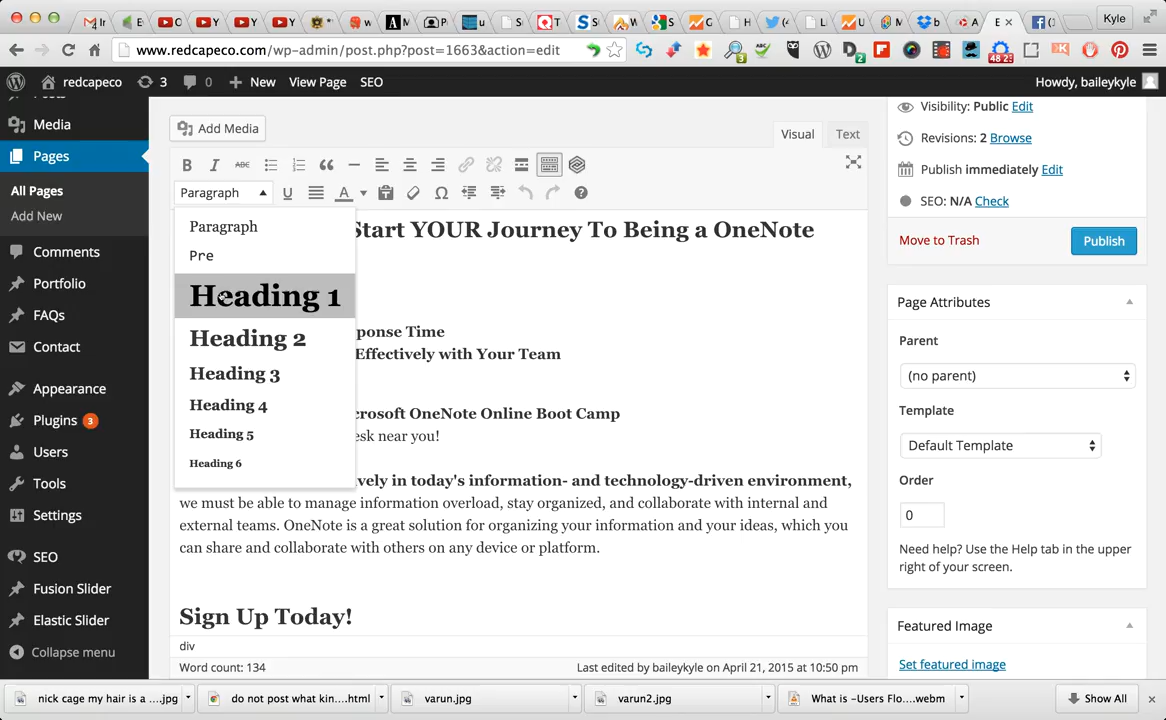 Kyle
www.redcapeco.com/wp-admin/post.php?post=1663&action=edit
redcapeco 3 0 New View Page SEO Howdy, baileykyle
Media
Pages
All Pages
Add New
Comments
Portfolio
FAQs
Contact
Appearance
Plugins 3
Users
Tools
Settings
SEO
Fusion Slider
Elastic Slider
Collapse menu
Add Media
Visual Text
Paragraph
Paragraph
Pre
Heading 1
Heading 2
Heading 3
Heading 4
Heading 5
Heading 6
Start YOUR Journey To Being a OneNote
ponse Time
Effectively with Your Team
crosoft OneNote Online Boot Camp
esk near you!
vely in today's information- and technology-driven environment,
we must be able to manage information overload, stay organized, and collaborate with internal and
external teams. OneNote is a great solution for organizing your information and your ideas, which you
can share and collaborate with others on any device or platform.
Sign Up Today!
div
Word count: 134 Last edited by baileykyle on April 21, 2015 at 10:50 pm
Visibility: Public Edit
Revisions: 2 Browse
Publish immediately Edit
SEO: N/A Check
Move to Trash Publish
Page Attributes
Parent
(no parent)
Template
Default Template
Order
0
Need help? Use the Help tab in the upper
right of your screen.
Featured Image
Set featured image
nick cage my hair is a ....jpg do not post what kin....html varun.jpg varun2.jpg What is –Users Flo....webm Show All